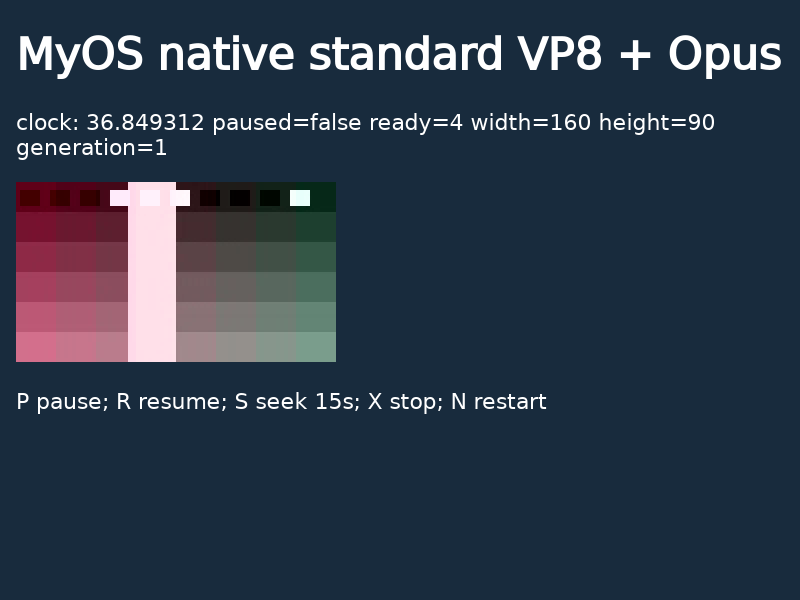 MyOS native standard VP8 + Opus
clock: 36.849312 paused=false ready=4 width=160 height=90
generation=1
P pause; R resume; S seek 15s; X stop; N restart